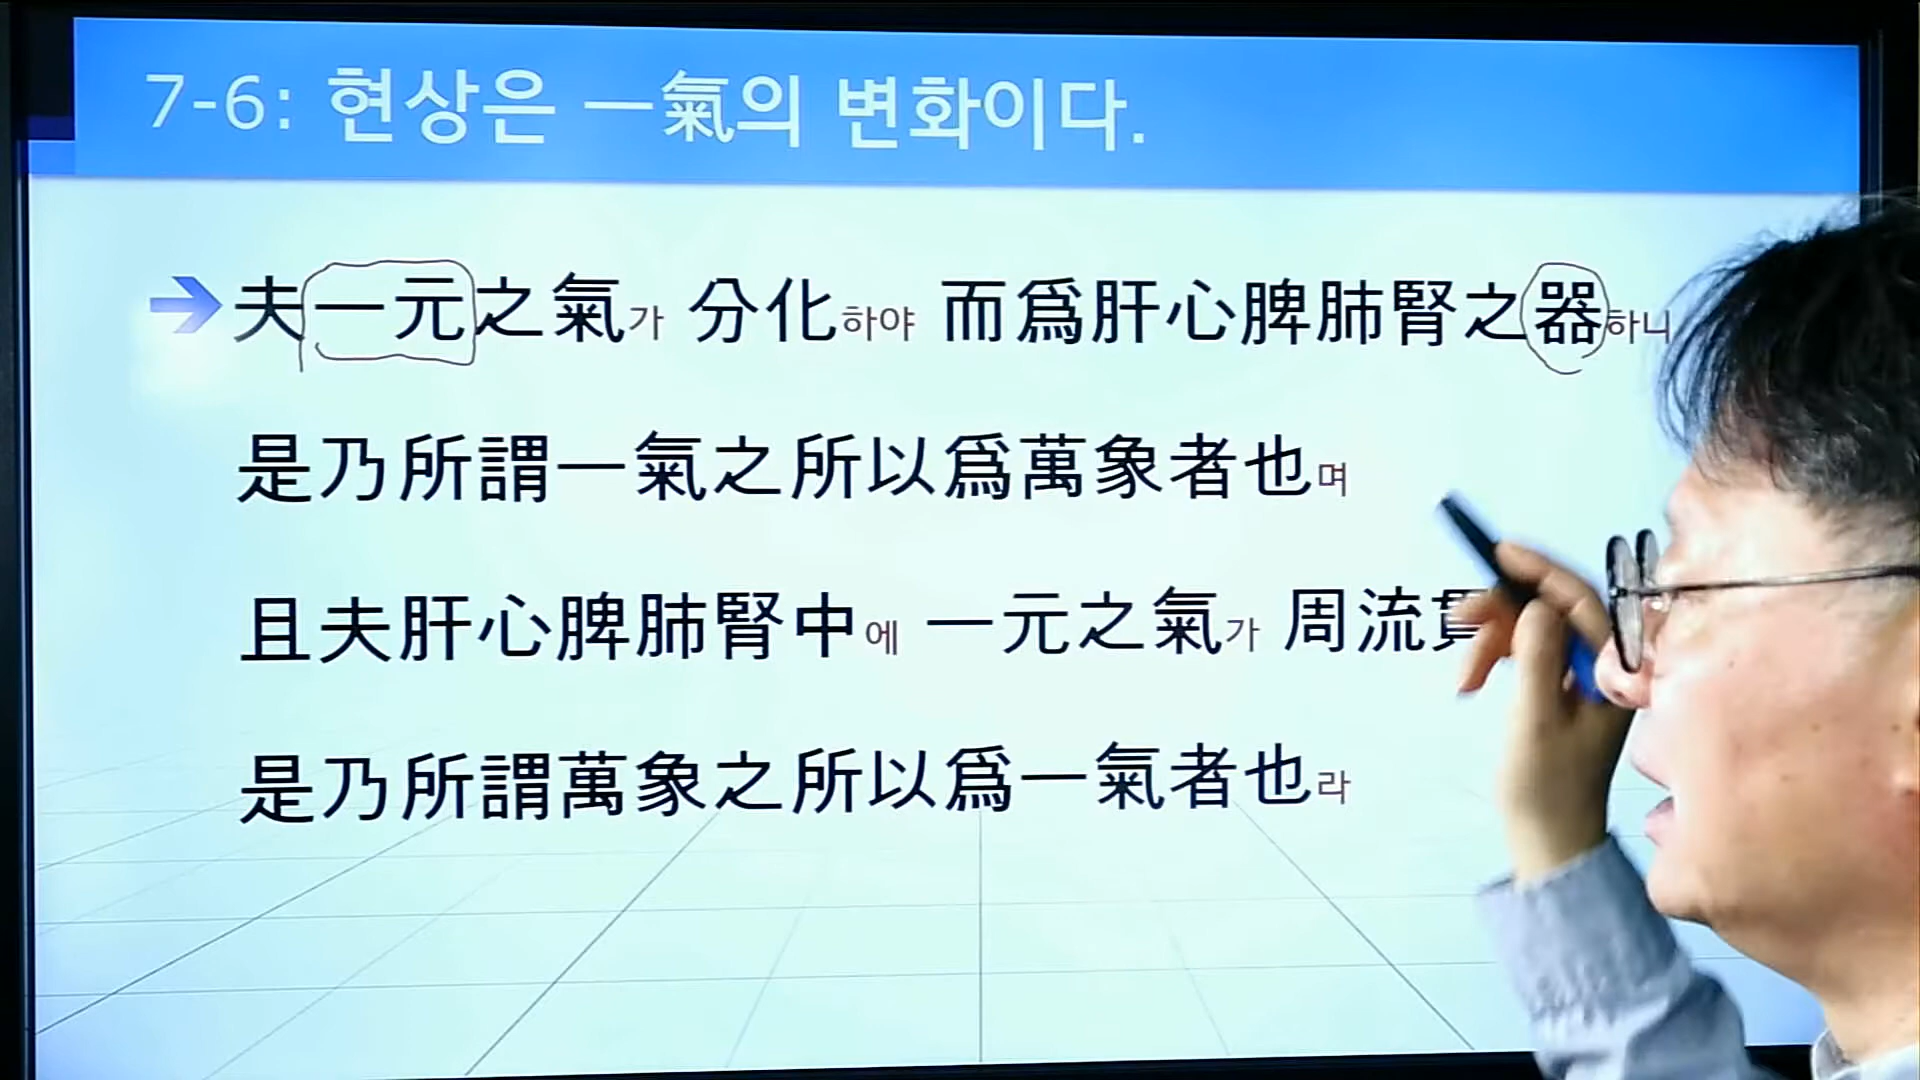 7-6: 현상은 一氣의 변화이다.
夫一元之氣가 分化하야 而爲肝心脾肺腎之器하니
是乃所謂一氣之所以爲萬象者也며
且夫肝心脾肺腎中에 一元之氣가 周流
是乃所謂萬象之所以爲一氣者也라